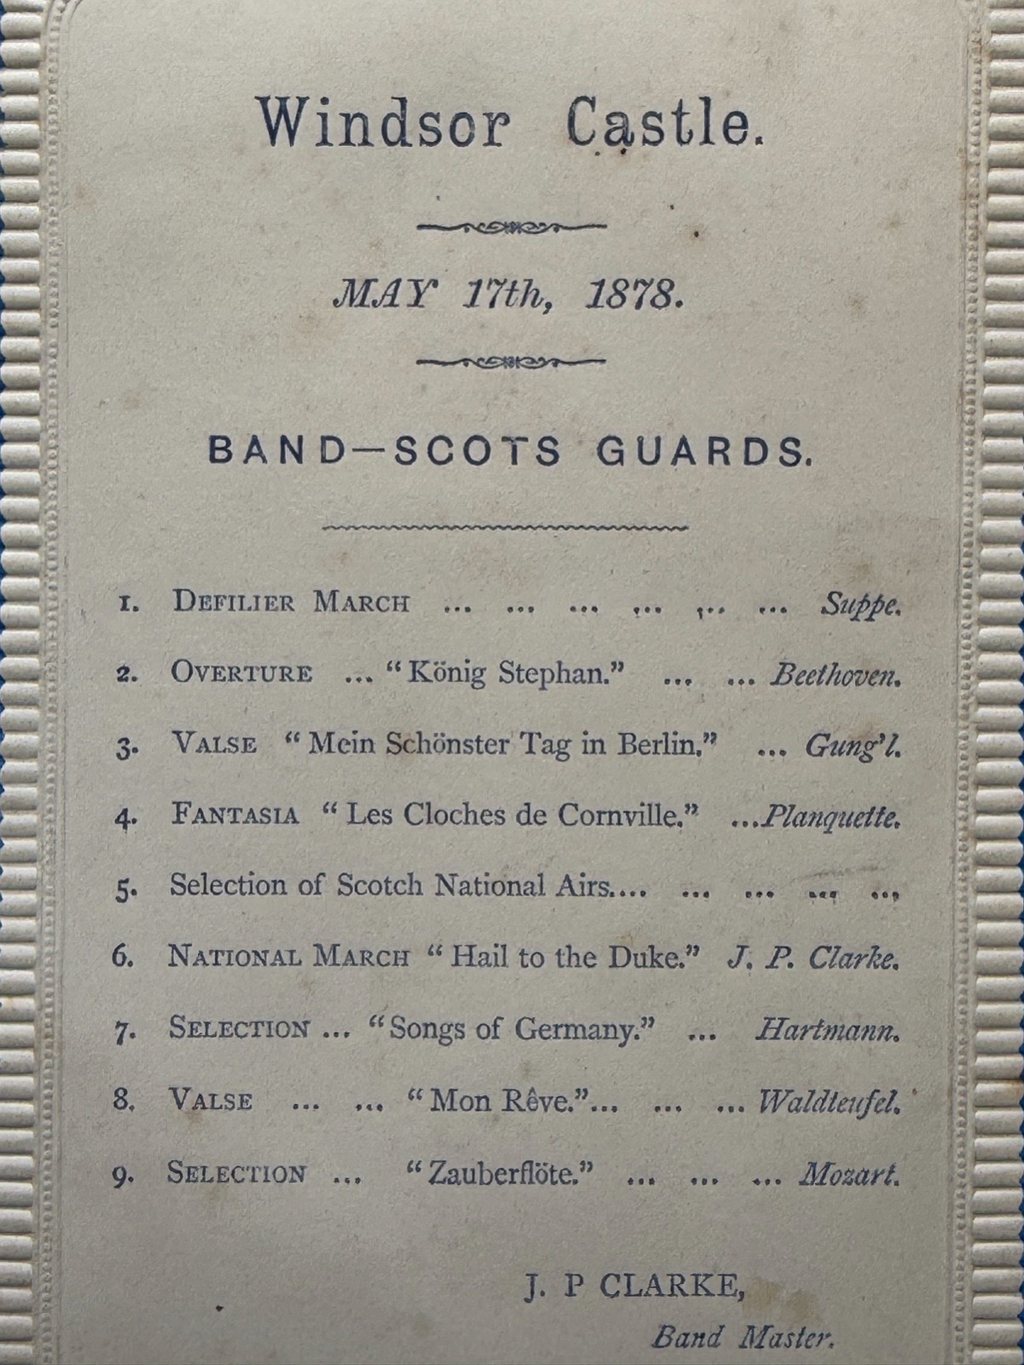 Windsor Castle.
MAY 17th, 1878.
BAND—SCOTS GUARDS.
1. DEFILIER MARCH ... ... ... ... ... ... Suppe.
2. OVERTURE ... “König Stephan.” ... ... Beethoven.
3. VALSE “Mein Schönster Tag in Berlin.” ... Gung’l.
4. FANTASIA “Les Cloches de Cornville.” ...Planquette.
5. Selection of Scotch National Airs.... ... ... ... ...
6. NATIONAL MARCH “Hail to the Duke.” J. P. Clarke.
7. SELECTION ... “Songs of Germany.” ... Hartmann.
8. VALSE ... ... “Mon Rêve.”... ... ... Waldteufel.
9. SELECTION ... “Zauberflöte.” ... ... ... Mozart.
J. P CLARKE,
Band Master.